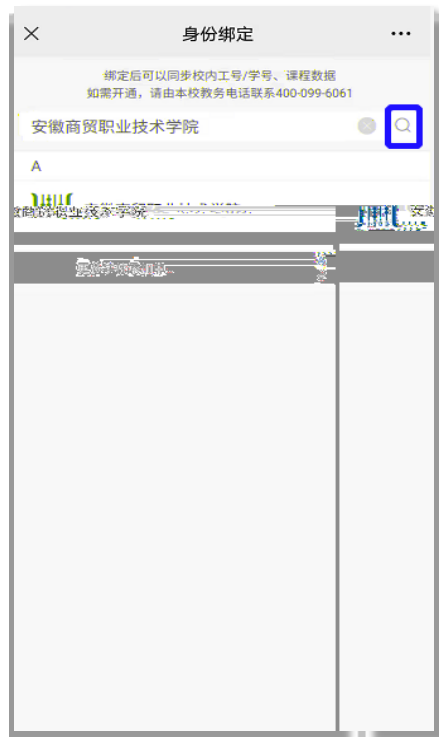 身份绑定
绑定后可以同步校内工号/学号、课程数据
如需开通，请由本校教务电话联系400-099-6061
安徽商贸职业技术学院
A